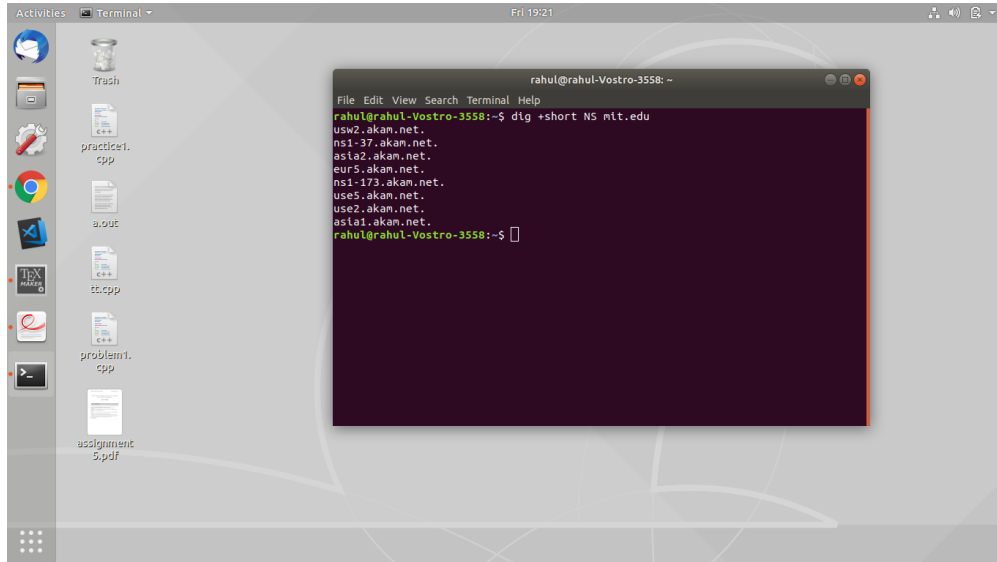 Activities Terminal Fri 19:21
Trash
practice1.
cpp
a.out
tt.cpp
problem1.
cpp
assignment
5.pdf
TEX
MAKER
C++
C++
C++
rahul@rahul-Vostro-3558: ~
File Edit View Search Terminal Help
rahul@rahul-Vostro-3558:~$ dig +short NS mit.edu
usw2.akam.net.
ns1-37.akam.net.
asia2.akam.net.
eur5.akam.net.
ns1-173.akam.net.
use5.akam.net.
use2.akam.net.
asia1.akam.net.
rahul@rahul-Vostro-3558:~$